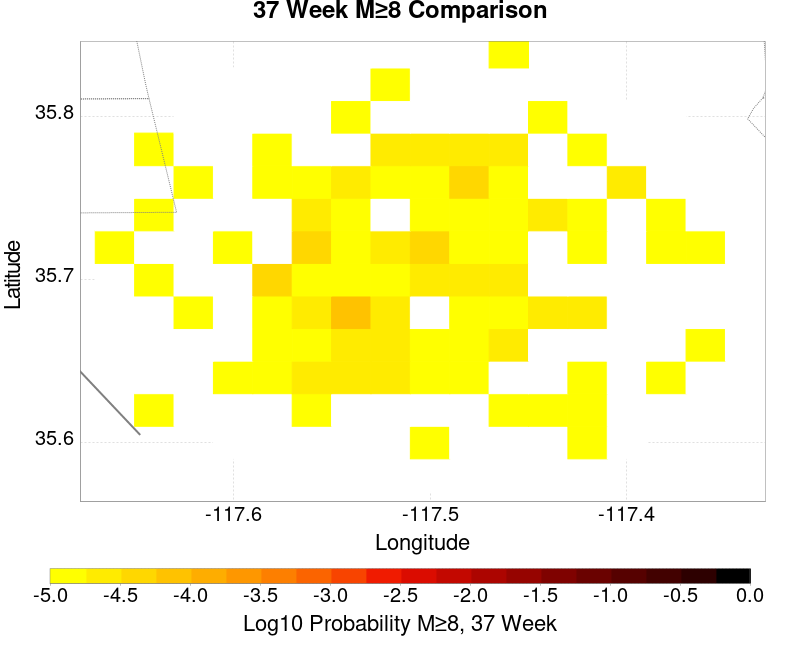 37 Week M≥8 Comparison
35.8
35.7
35.6
Latitude
-117.6 -117.5 -117.4
Longitude
-5.0 -4.5 -4.0 -3.5 -3.0 -2.5 -2.0 -1.5 -1.0 -0.5 0.0
Log10 Probability M≥8, 37 Week